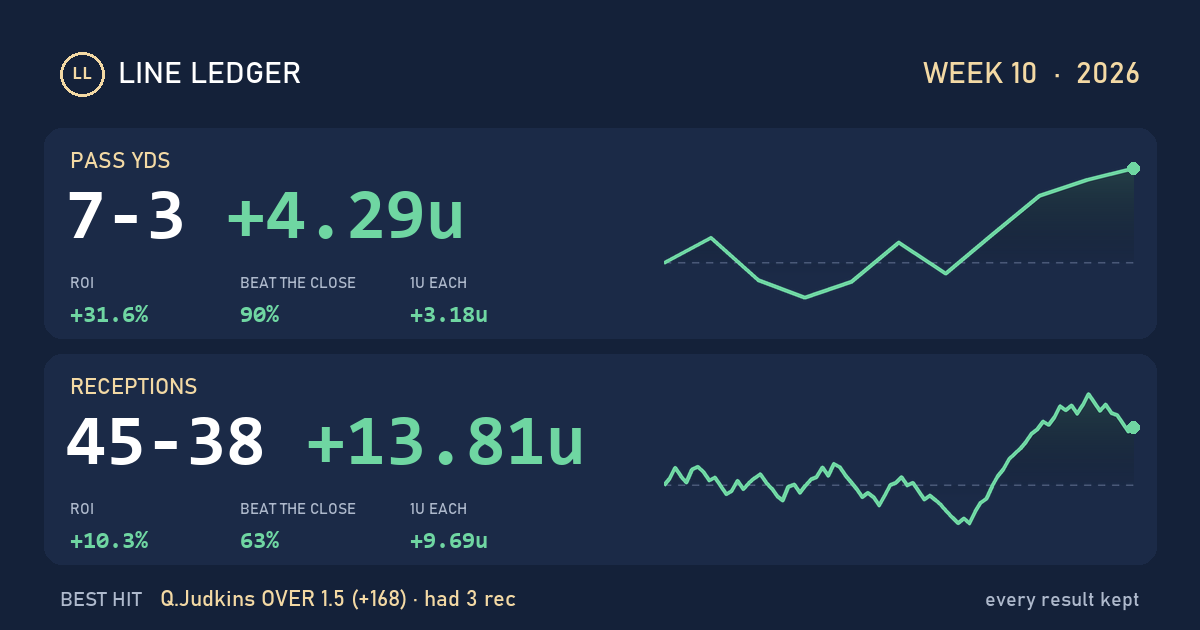 LL LINE LEDGER
WEEK 10 · 2026
PASS YDS
7-3 +4.29u
ROI BEAT THE CLOSE 1U EACH
+31.6% 90% +3.18u
RECEPTIONS
45-38 +13.81u
ROI BEAT THE CLOSE 1U EACH
+10.3% 63% +9.69u
BEST HIT Q.Judkins OVER 1.5 (+168) · had 3 rec
every result kept